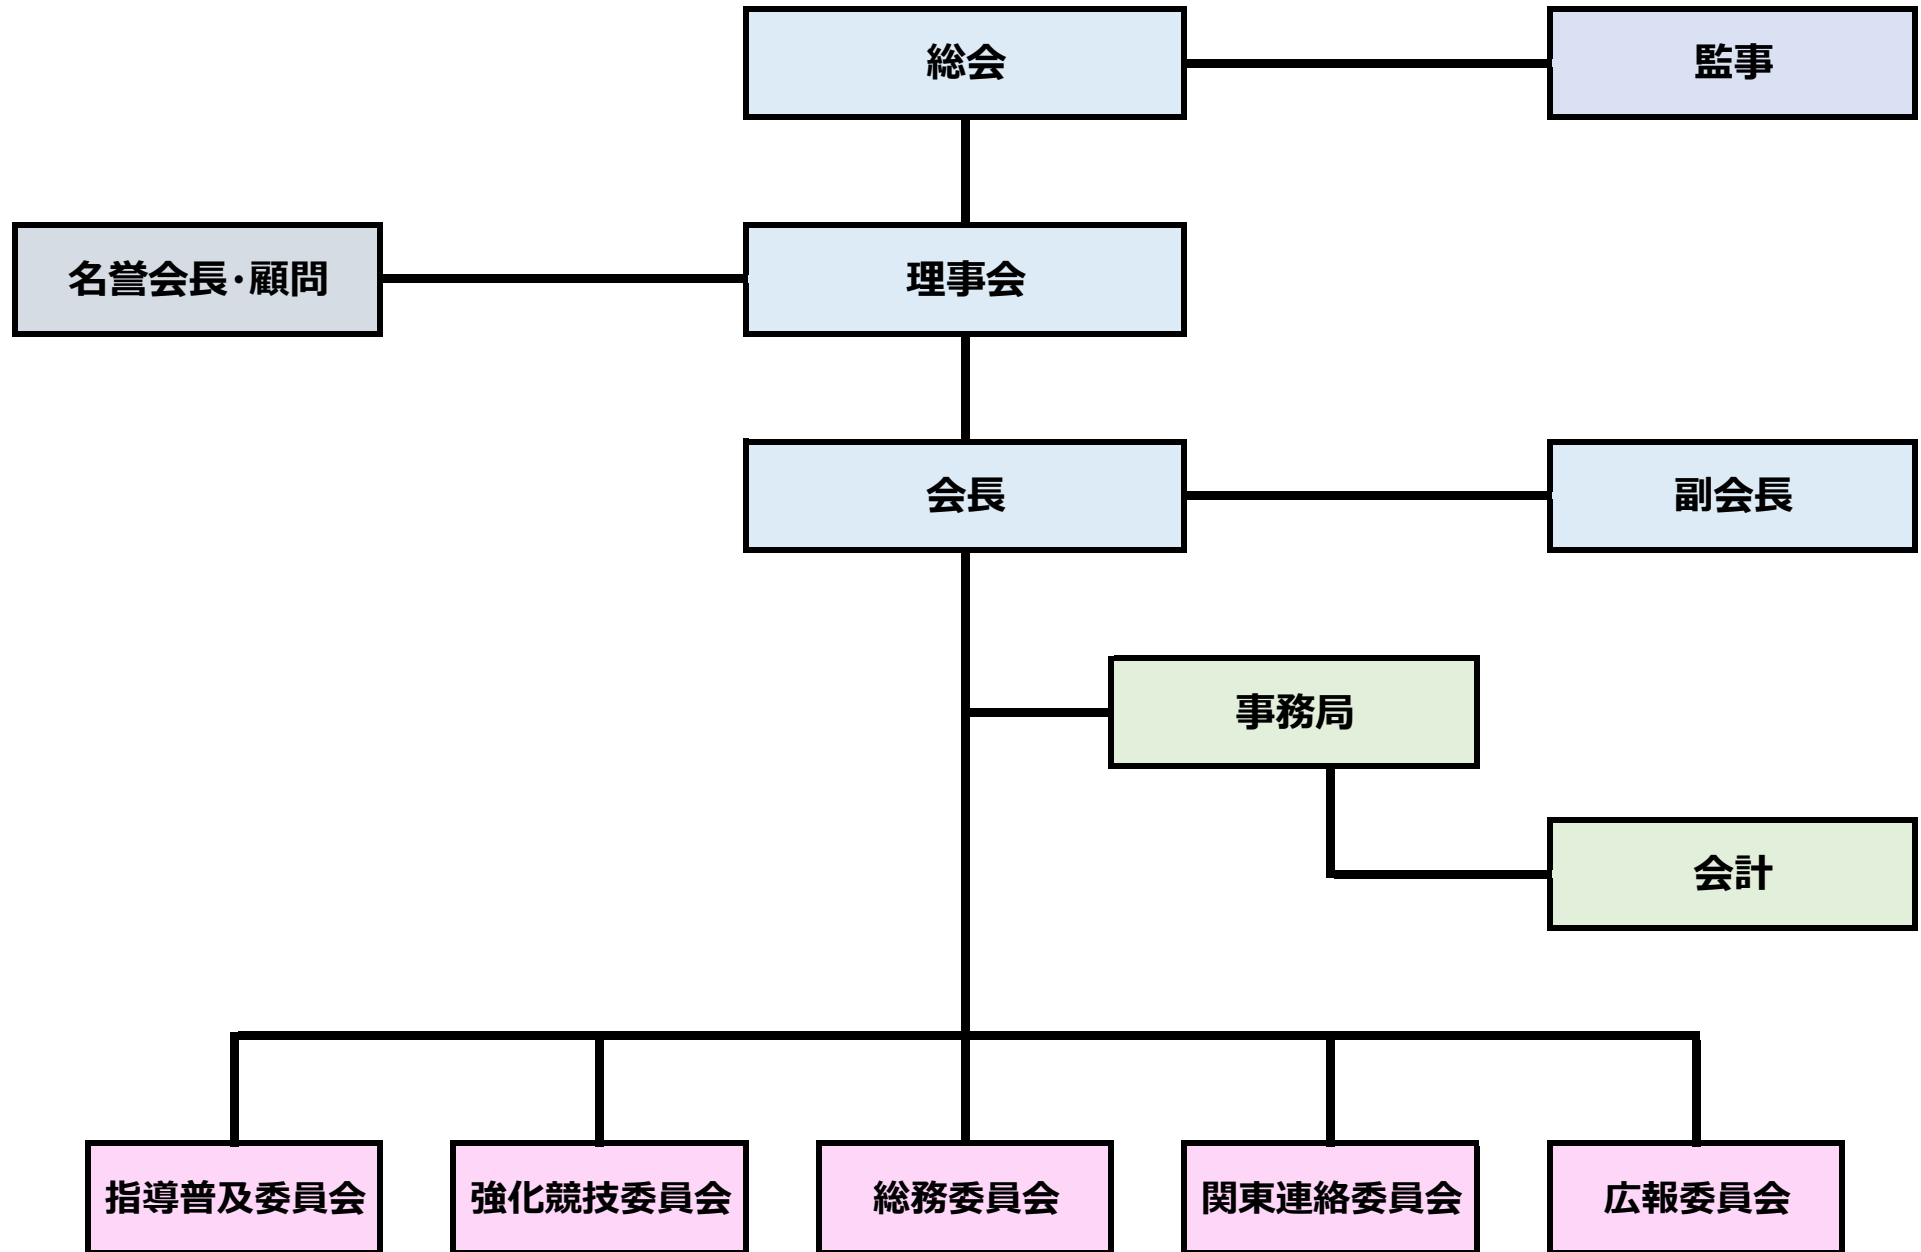 総会
監事
名誉会長･顧問
理事会
会長
副会長
事務局
会計
指導普及委員会
強化競技委員会
総務委員会
関東連絡委員会
広報委員会